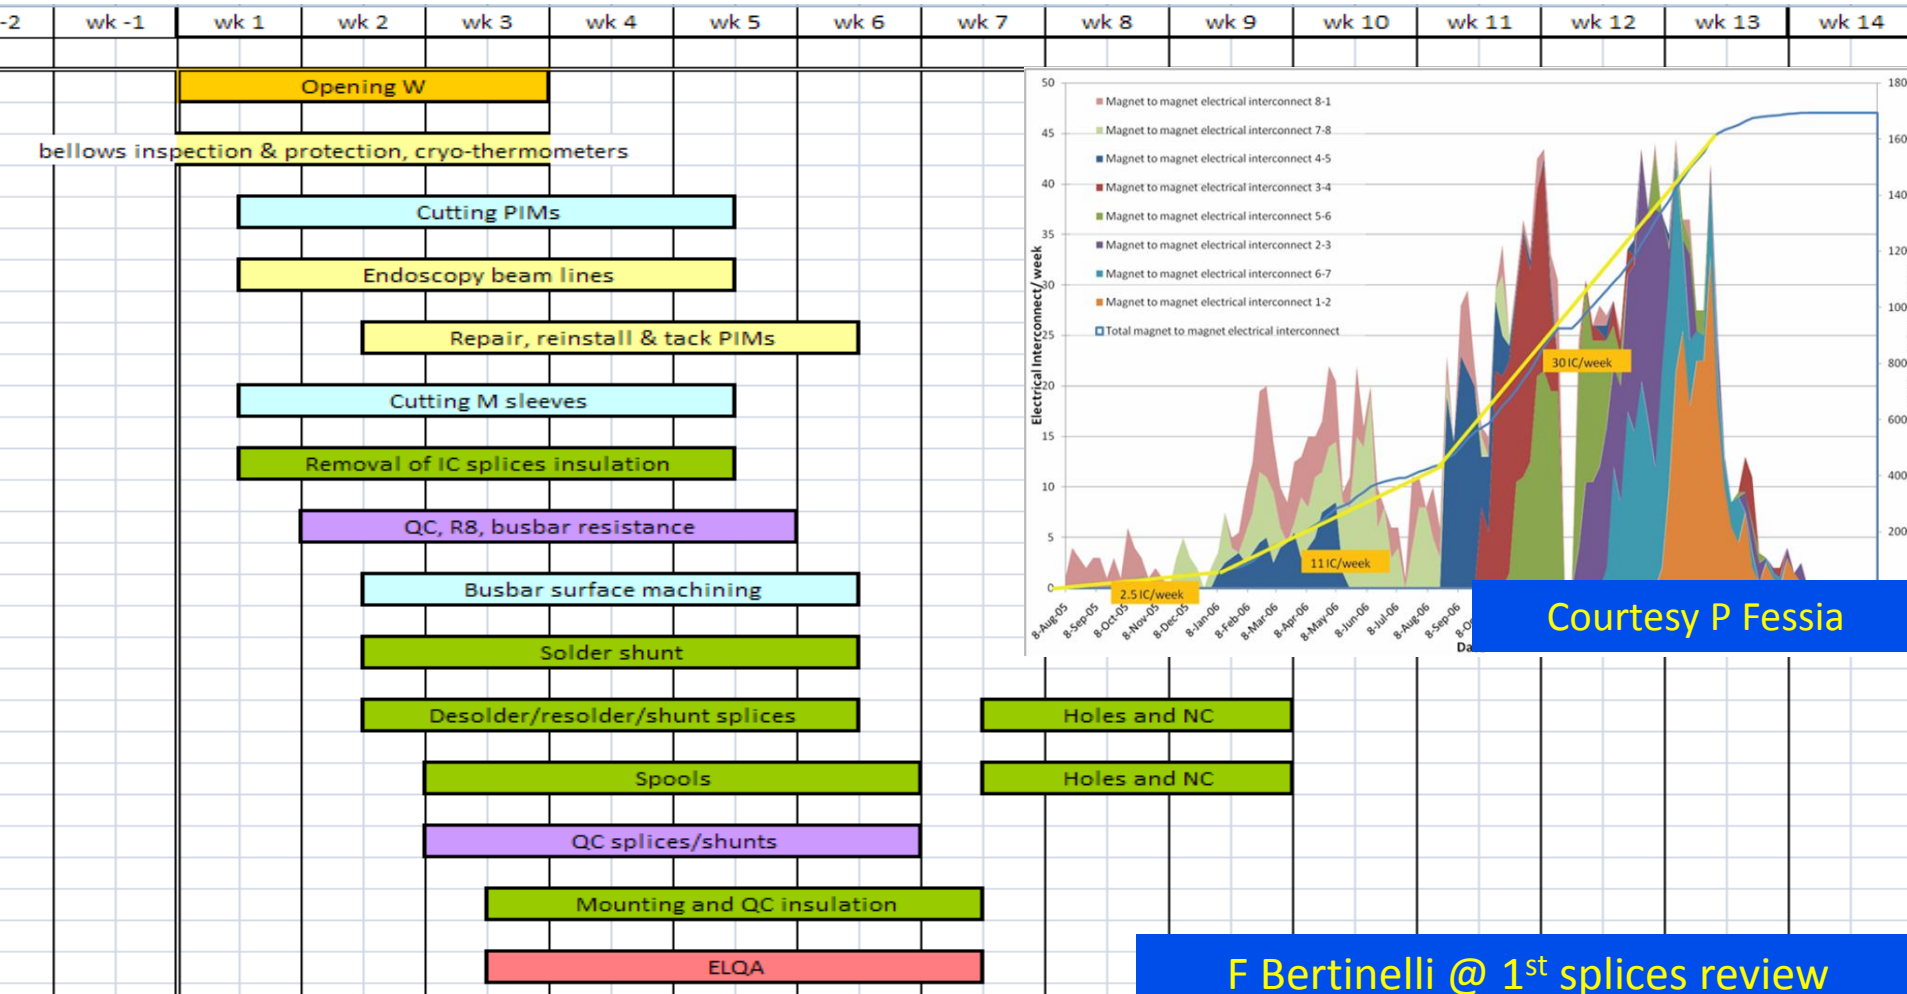 -2 wk -1 wk 1 wk 2 wk 3 wk 4 wk 5 wk 6 wk 7 wk 8 wk 9 wk 10 wk 11 wk 12 wk 13 wk 14
Opening W
bellows inspection & protection, cryo-thermometers
Cutting PIMs
Endoscopy beam lines
Repair, reinstall & tack PIMs
Cutting M sleeves
Removal of IC splices insulation
QC, R8, busbar resistance
Busbar surface machining
Solder shunt
Desolder/resolder/shunt splices
Holes and NC
Spools
Holes and NC
QC splices/shunts
Mounting and QC insulation
ELQA
Electrical Interconnect/week
50
45
40
35
30
25
20
15
10
5
0
Magnet to magnet electrical interconnect 8-1
Magnet to magnet electrical interconnect 7-8
Magnet to magnet electrical interconnect 4-5
Magnet to magnet electrical interconnect 3-4
Magnet to magnet electrical interconnect 5-6
Magnet to magnet electrical interconnect 2-3
Magnet to magnet electrical interconnect 6-7
Magnet to magnet electrical interconnect 1-2
Total magnet to magnet electrical interconnect
30 IC/week
11 IC/week
2.5 IC/week
180
160
140
120
100
800
600
400
200
8-Aug-05
8-Sep-05
8-Oct-05
8-Nov-05
8-Dec-05
8-Jan-06
8-Feb-06
8-Mar-06
8-Apr-06
8-May-06
8-Jun-06
8-Jul-06
8-Aug-06
8-Sep-06
Courtesy P Fessia
F Bertinelli @ 1st splices review